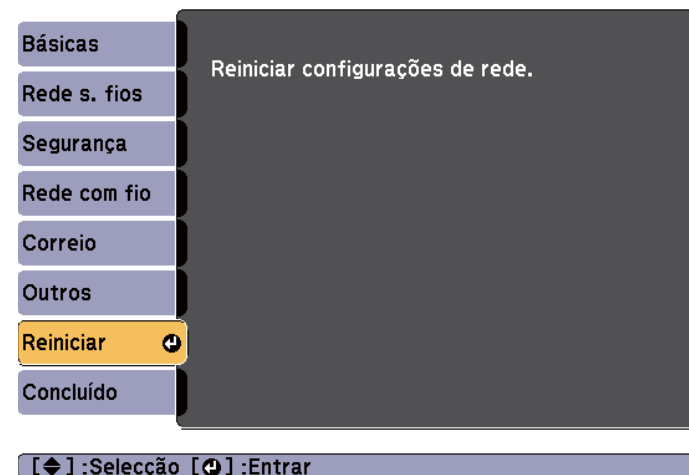 Básicas
Reiniciar configurações de rede.
Rede s. fios
Segurança
Rede com fio
Correio
Outros
Reiniciar
Concluído
[◆] :Selecção [⏎] :Entrar